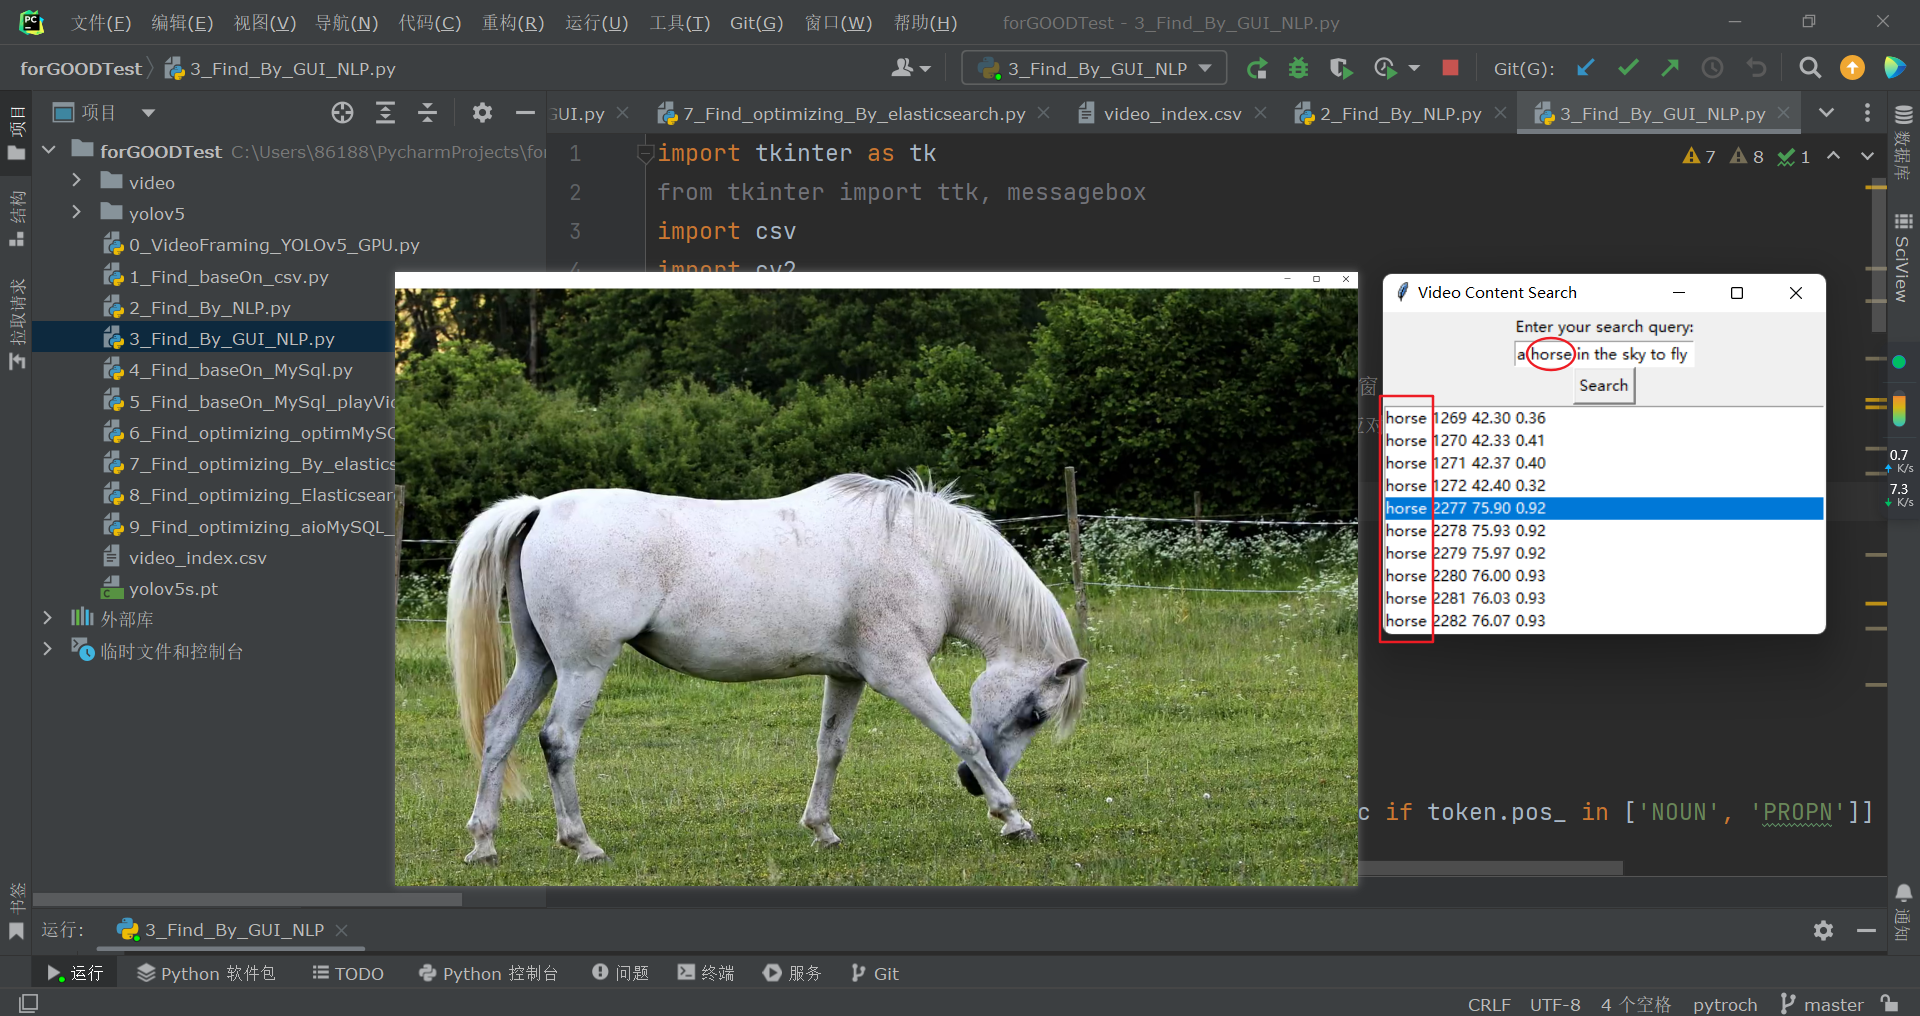 文件(F) 编辑(E) 视图(V) 导航(N) 代码(C) 重构(R) 运行(U) 工具(T) Git(G) 窗口(W) 帮助(H) forGOODTest - 3_Find_By_GUI_NLP.py
forGOODTest 3_Find_By_GUI_NLP.py 3_Find_By_GUI_NLP Git(G):
项目 GUI.py 7_Find_optimizing_By_elasticsearch.py video_index.csv 2_Find_By_NLP.py 3_Find_By_GUI_NLP.py
项目
结构
拉取请求
书签
forGOODTest C:\Users\86188\PycharmProjects\for
video
yolov5
0_VideoFraming_YOLOv5_GPU.py
1_Find_baseOn_csv.py
2_Find_By_NLP.py
3_Find_By_GUI_NLP.py
4_Find_baseOn_MySql.py
5_Find_baseOn_MySql_playVid
6_Find_optimizing_optimMySQ
7_Find_optimizing_By_elastics
8_Find_optimizing_Elasticsear
9_Find_optimizing_aioMySQL_
video_index.csv
yolov5s.pt
外部库
临时文件和控制台
1 import tkinter as tk
2 from tkinter import ttk, messagebox
3 import csv
4 import cv2
7 8 1
窗
应对
c if token.pos_ in ['NOUN', 'PROPN']]
Video Content Search
Enter your search query:
a horse in the sky to fly
Search
horse 1269 42.30 0.36
horse 1270 42.33 0.41
horse 1271 42.37 0.40
horse 1272 42.40 0.32
horse 2277 75.90 0.92
horse 2278 75.93 0.92
horse 2279 75.97 0.92
horse 2280 76.00 0.93
horse 2281 76.03 0.93
horse 2282 76.07 0.93
数据库
SciView
0.7
K/s
7.3
K/s
通知
运行: 3_Find_By_GUI_NLP
运行 Python 软件包 TODO Python 控制台 问题 终端 服务 Git
CRLF UTF-8 4 个空格 pytroch master